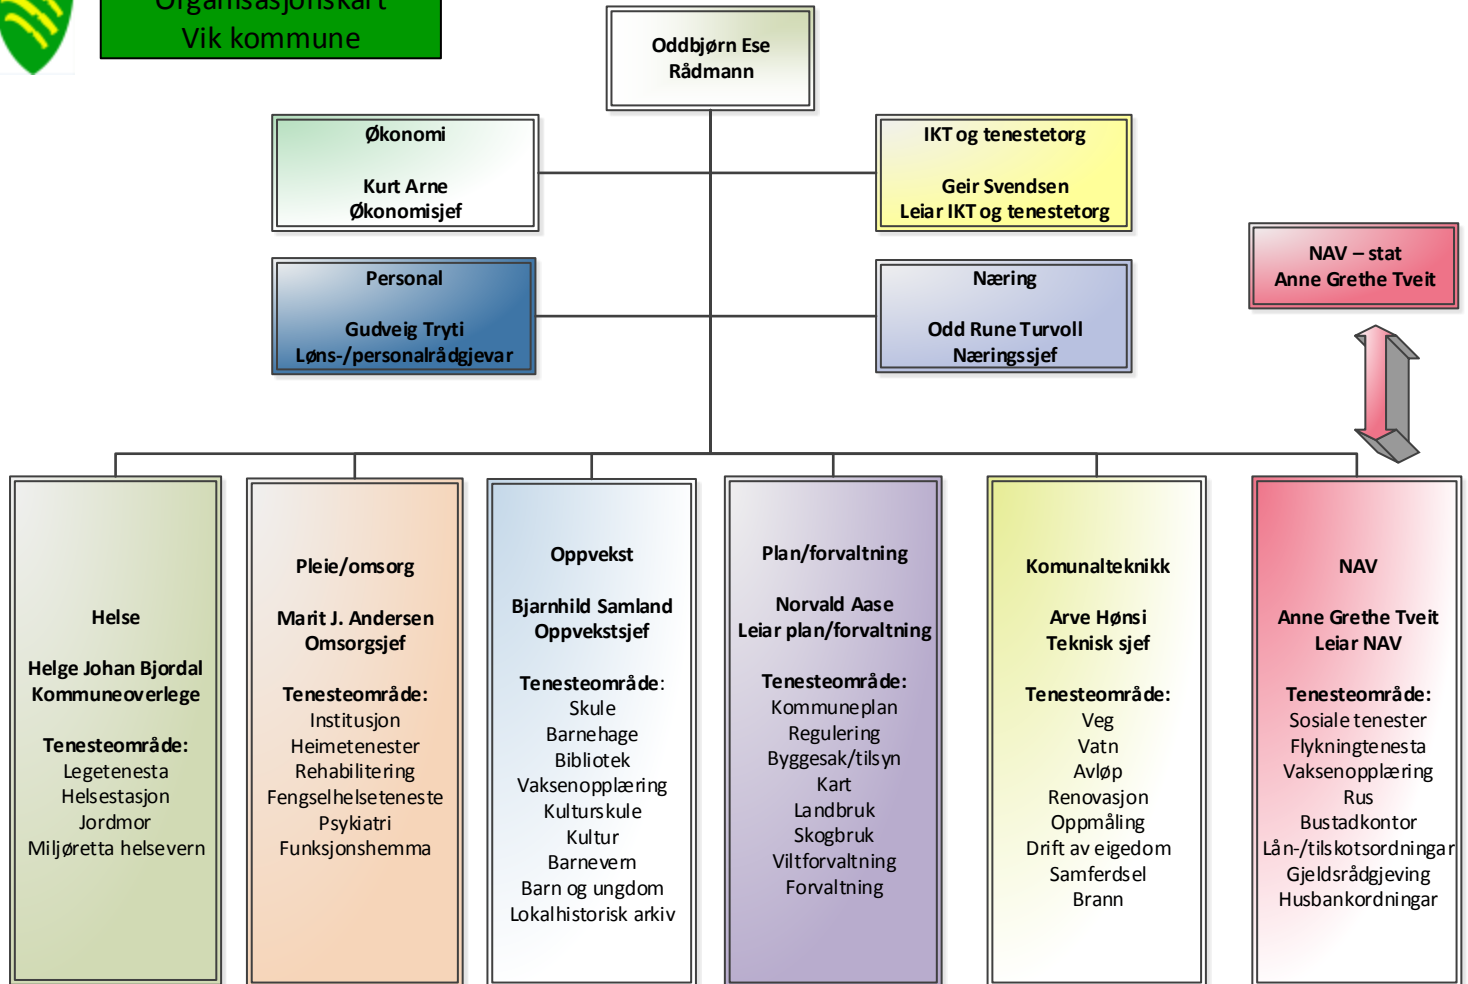 Organisasjonskart
Vik kommune
Oddbjørn Ese
Rådmann
Økonomi
Kurt Arne
Økonomisjef
IKT og tenestetorg
Geir Svendsen
Leiar IKT og tenestetorg
Personal
Gudveig Tryti
Løns-/personalrådgjevar
Næring
Odd Rune Turvoll
Næringssjef
NAV – stat
Anne Grethe Tveit
Helse
Helge Johan Bjordal
Kommuneoverlege
Tenesteområde:
Legetenesta
Helsestasjon
Jordmor
Miljøretta helsevern
Pleie/omsorg
Marit J. Andersen
Omsorgsjef
Tenesteområde:
Institusjon
Heimetenester
Rehabilitering
Fengselhelseteneste
Psykiatri
Funksjonshemma
Oppvekst
Bjarnhild Samland
Oppvekstsjef
Tenesteområde:
Skule
Barnehage
Bibliotek
Vaksenopplæring
Kulturskule
Kultur
Barnevern
Barn og ungdom
Lokalhistorisk arkiv
Plan/forvaltning
Norvald Aase
Leiar plan/forvaltning
Tenesteområde:
Kommuneplan
Regulering
Byggesak/tilsyn
Kart
Landbruk
Skogbruk
Viltforvaltning
Forvaltning
Komunalteknikk
Arve Hønsi
Teknisk sjef
Tenesteområde:
Veg
Vatn
Avløp
Renovasjon
Oppmåling
Drift av eigedom
Samferdsel
Brann
NAV
Anne Grethe Tveit
Leiar NAV
Tenesteområde:
Sosiale tenester
Flykningtenesta
Vaksenopplæring
Rus
Bustadkontor
Lån-/tilskotsordningar
Gjeldsrådgjeving
Husbankordningar